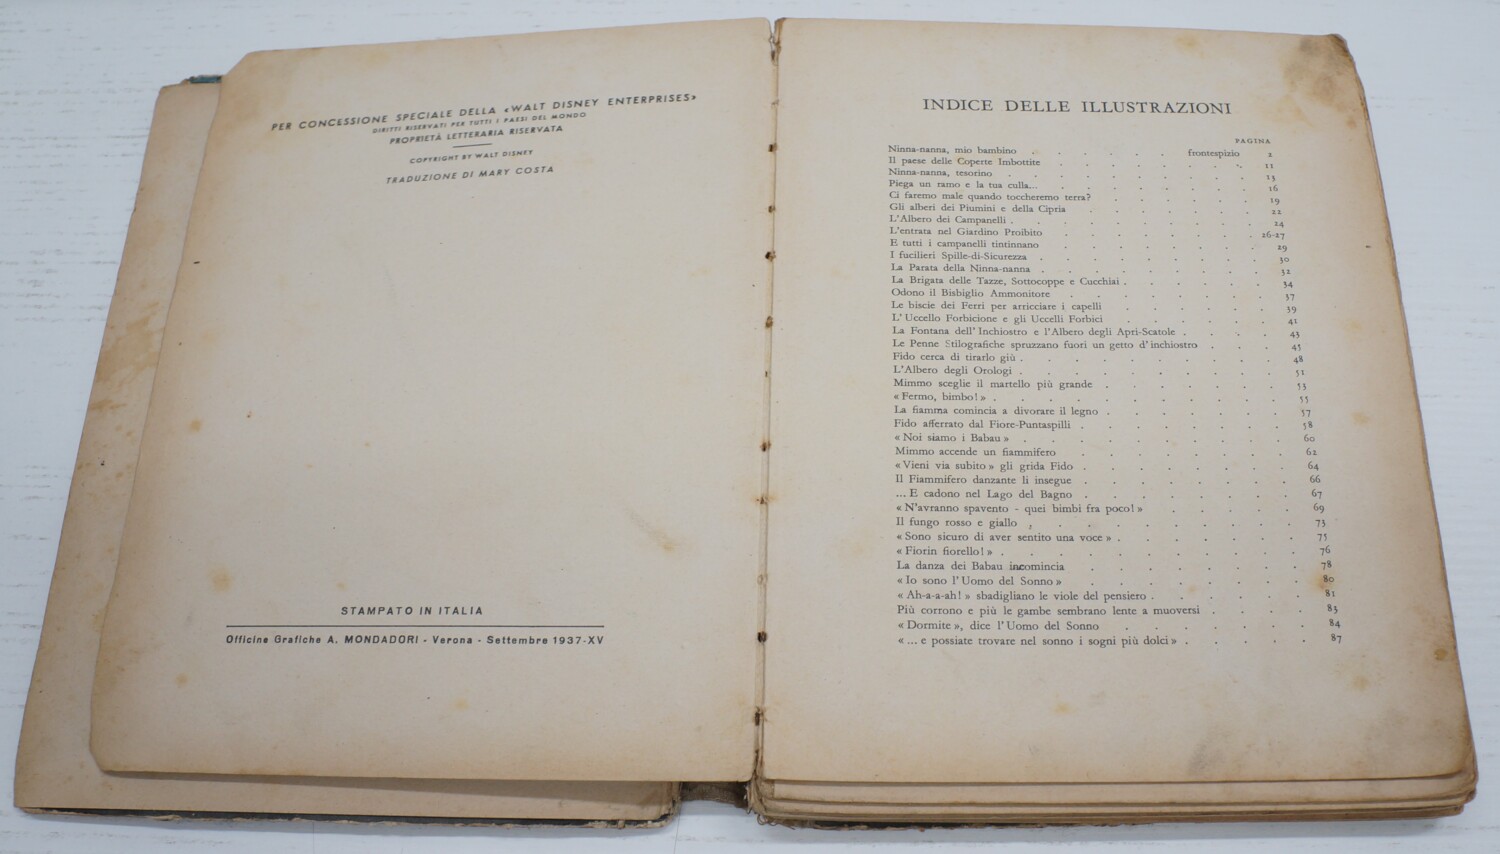 PER CONCESSIONE SPECIALE DELLA «WALT DISNEY ENTERPRISES»
DIRITTI RISERVATI PER TUTTI I PAESI DEL MONDO
PROPRIETÀ LETTERARIA RISERVATA
COPYRIGHT BY WALT DISNEY
TRADUZIONE DI MARY COSTA
STAMPATO IN ITALIA
Officine Grafiche A. MONDADORI - Verona - Settembre 1937-XV
INDICE DELLE ILLUSTRAZIONI
PAGINA
Ninna-nanna, mio bambino . . . . . . frontespizio 2
Il paese delle Coperte Imbottite . . . . . . . 11
Ninna-nanna, tesorino . . . . . . . . 13
Piega un ramo e la tua culla... . . . . . . . 16
Ci faremo male quando toccheremo terra? . . . . . 19
Gli alberi dei Piumini e della Cipria . . . . . . 22
L'Albero dei Campanelli . . . . . . . . 24
L'entrata nel Giardino Proibito . . . . . . . 26-27
E tutti i campanelli tintinnano . . . . . . . 29
I fucilieri Spille-di-Sicurezza . . . . . . . 30
La Parata della Ninna-nanna . . . . . . . 32
La Brigata delle Tazze, Sottocoppe e Cucchiai . . . . . 34
Odono il Bisbiglio Ammonitore . . . . . . . 37
Le biscie dei Ferri per arricciare i capelli . . . . . 39
L'Uccello Forbicione e gli Uccelli Forbici . . . . . 41
La Fontana dell'Inchiostro e l'Albero degli Apri-Scatole . . . . 43
Le Penne Stilografiche spruzzano fuori un getto d'inchiostro . . . 45
Fido cerca di tirarlo giù . . . . . . . . 48
L'Albero degli Orologi . . . . . . . . 51
Mimmo sceglie il martello più grande . . . . . . 53
«Fermo, bimbo!» . . . . . . . . . 55
La fiamma comincia a divorare il legno . . . . . . 57
Fido afferrato dal Fiore-Puntaspilli . . . . . . . 58
«Noi siamo i Babau» . . . . . . . . 60
Mimmo accende un fiammifero . . . . . . . 62
«Vieni via subito» gli grida Fido . . . . . . . 64
Il Fiammifero danzante li insegue . . . . . . . 66
... E cadono nel Lago del Bagno . . . . . . . 67
«N'avranno spavento - quei bimbi fra poco!» . . . . . 69
Il fungo rosso e giallo , . . . . . . . 73
«Sono sicuro di aver sentito una voce» . . . . . . 75
«Fiorin fiorello!» . . . . . . . . . 76
La danza dei Babau incomincia . . . . . . . 78
«Io sono l'Uomo del Sonno» . . . . . . . 80
«Ah-a-a-ah!» sbadigliano le viole del pensiero . . . . . 81
Più corrono e più le gambe sembrano lente a muoversi . . . . 83
«Dormite», dice l'Uomo del Sonno . . . . . . 84
«... e possiate trovare nel sonno i sogni più dolci» . . . . . 87